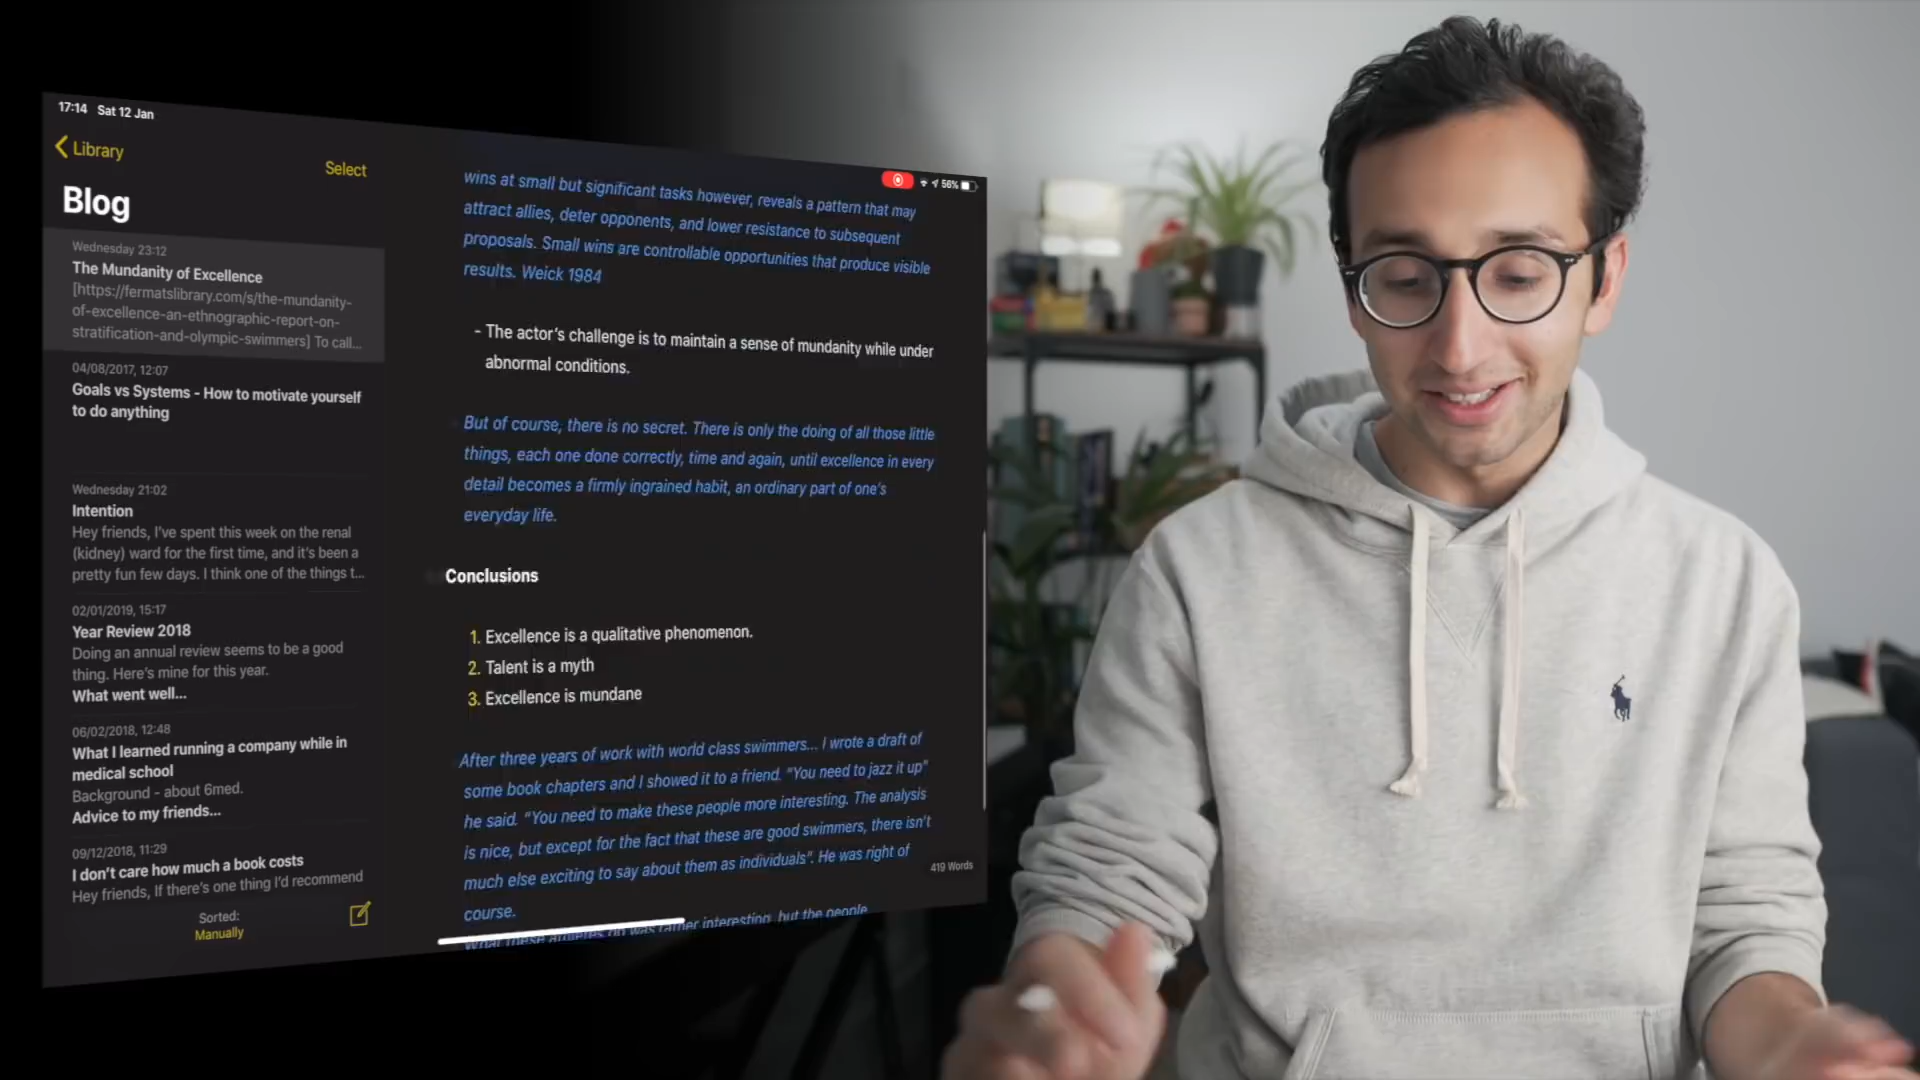 17:14 Sat 12 Jan
56%
Library
Select
Blog
Wednesday 23:12
The Mundanity of Excellence
[https://fermatslibrary.com/s/the-mundanity-
of-excellence-an-ethnographic-report-on-
stratification-and-olympic-swimmers] To call...
04/08/2017, 12:07
Goals vs Systems - How to motivate yourself
to do anything
Wednesday 21:02
Intention
Hey friends, I've spent this week on the renal
(kidney) ward for the first time, and it's been a
pretty fun few days. I think one of the things t...
02/01/2019, 15:17
Year Review 2018
Doing an annual review seems to be a good
thing. Here's mine for this year.
What went well...
06/02/2018, 12:48
What I learned running a company while in
medical school
Background - about 6med.
Advice to my friends...
09/12/2018, 11:29
I don't care how much a book costs
Hey friends, If there's one thing I'd recommend
Sorted:
Manually
wins at small but significant tasks however, reveals a pattern that may
attract allies, deter opponents, and lower resistance to subsequent
proposals. Small wins are controllable opportunities that produce visible
results. Weick 1984
- The actor's challenge is to maintain a sense of mundanity while under
abnormal conditions.
But of course, there is no secret. There is only the doing of all those little
things, each one done correctly, time and again, until excellence in every
detail becomes a firmly ingrained habit, an ordinary part of one's
everyday life.
Conclusions
1. Excellence is a qualitative phenomenon.
2. Talent is a myth
3. Excellence is mundane
After three years of work with world class swimmers... I wrote a draft of
some book chapters and I showed it to a friend. "You need to jazz it up"
he said. "You need to make these people more interesting. The analysis
is nice, but except for the fact that these are good swimmers, there isn't
much else exciting to say about them as individuals". He was right of
course.
What these athletes do was rather interesting, but the people
419 Words